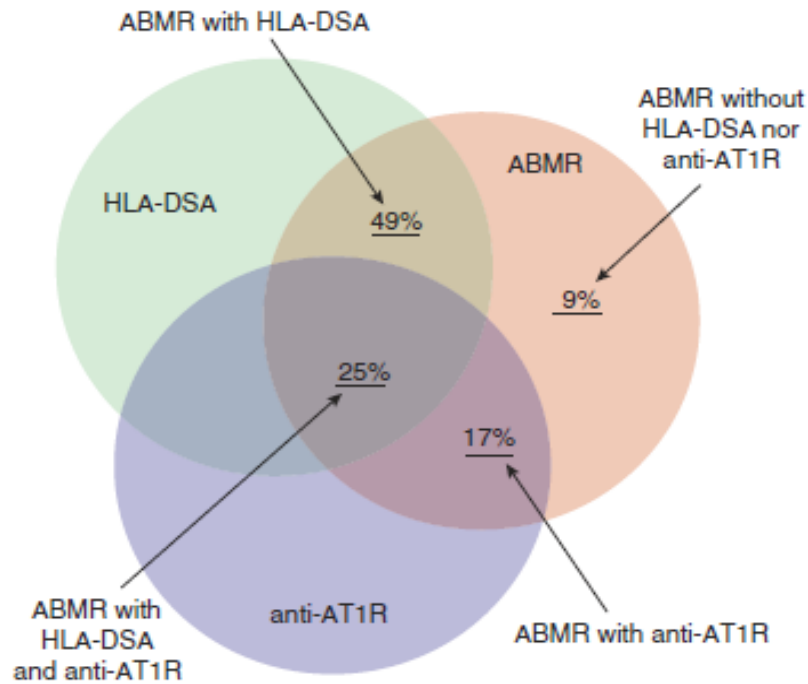 ABMR with HLA-DSA
ABMR without
HLA-DSA nor
anti-AT1R
ABMR
HLA-DSA
49%
9%
25%
17%
anti-AT1R
ABMR with
HLA-DSA
and anti-AT1R
ABMR with anti-AT1R